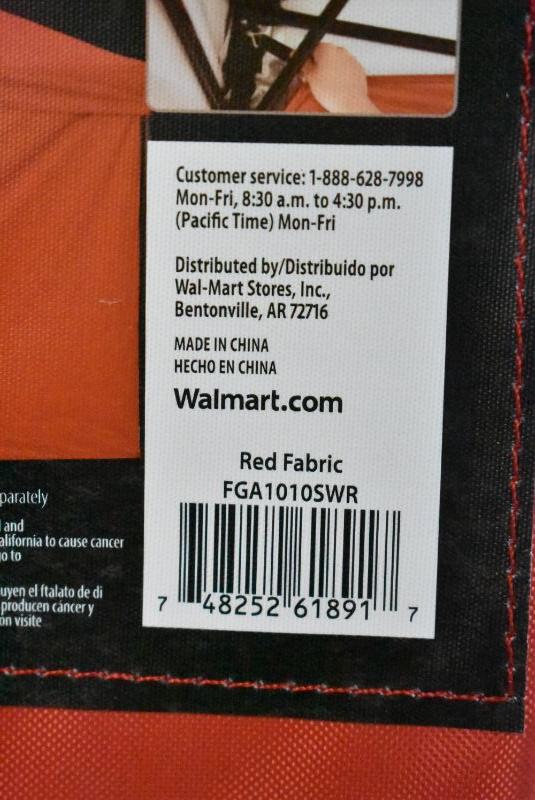 Customer service: 1-888-628-7998
Mon-Fri, 8:30 a.m. to 4:30 p.m.
(Pacific Time) Mon-Fri
Distributed by/Distribuido por
Wal-Mart Stores, Inc.,
Bentonville, AR 72716
MADE IN CHINA
HECHO EN CHINA
Walmart.com
Red Fabric
FGA1010SWR
7 48252 61891 7
parately
and
alifornia to cause cancer
o to
uyen el ftalato de di
producen cáncer y
ón visite